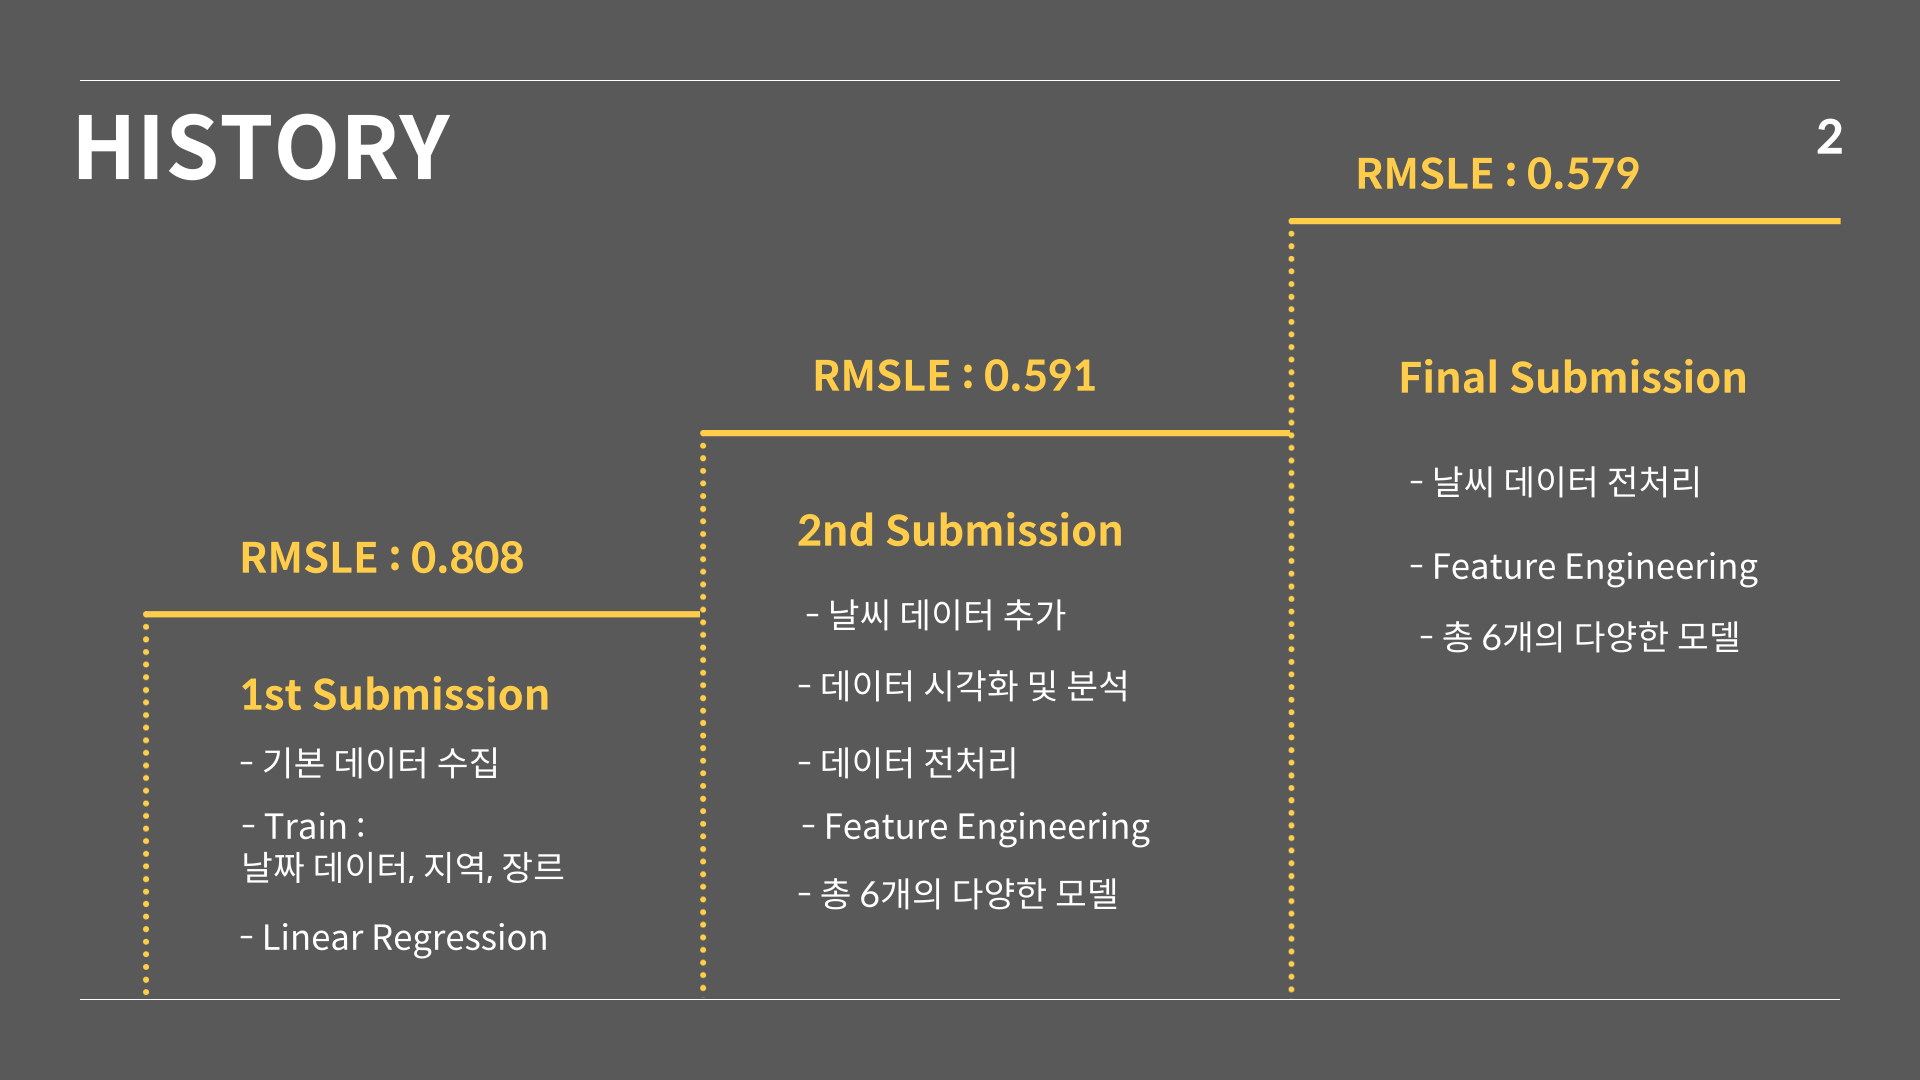 HISTORY
2
RMSLE : 0.808
1st Submission
- 기본 데이터 수집
- Train :
날짜 데이터, 지역, 장르
- Linear Regression
RMSLE : 0.591
2nd Submission
- 날씨 데이터 추가
- 데이터 시각화 및 분석
- 데이터 전처리
- Feature Engineering
- 총 6개의 다양한 모델
RMSLE : 0.579
Final Submission
- 날씨 데이터 전처리
- Feature Engineering
- 총 6개의 다양한 모델